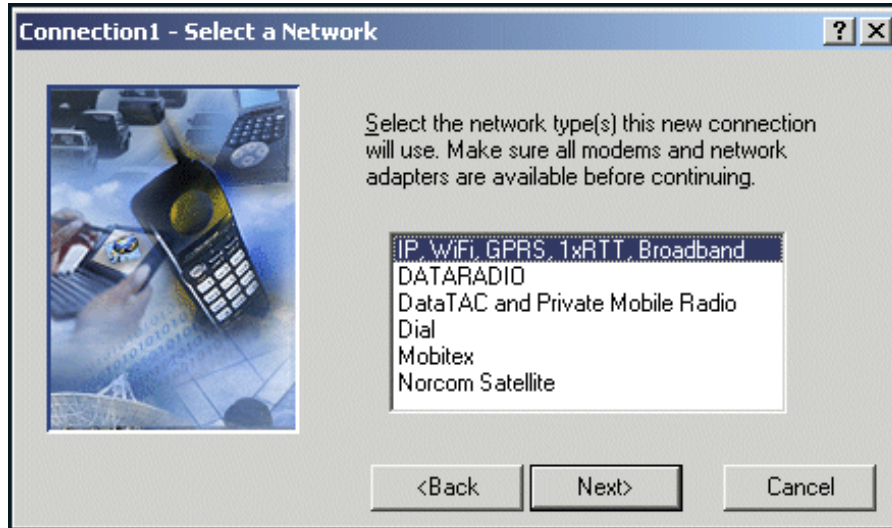 Connection1 - Select a Network
Select the network type(s) this new connection
will use. Make sure all modems and network
adapters are available before continuing.
IP, WiFi, GPRS, 1xRTT, Broadband
DATARADIO
DataTAC and Private Mobile Radio
Dial
Mobitex
Norcom Satellite
<Back
Next>
Cancel